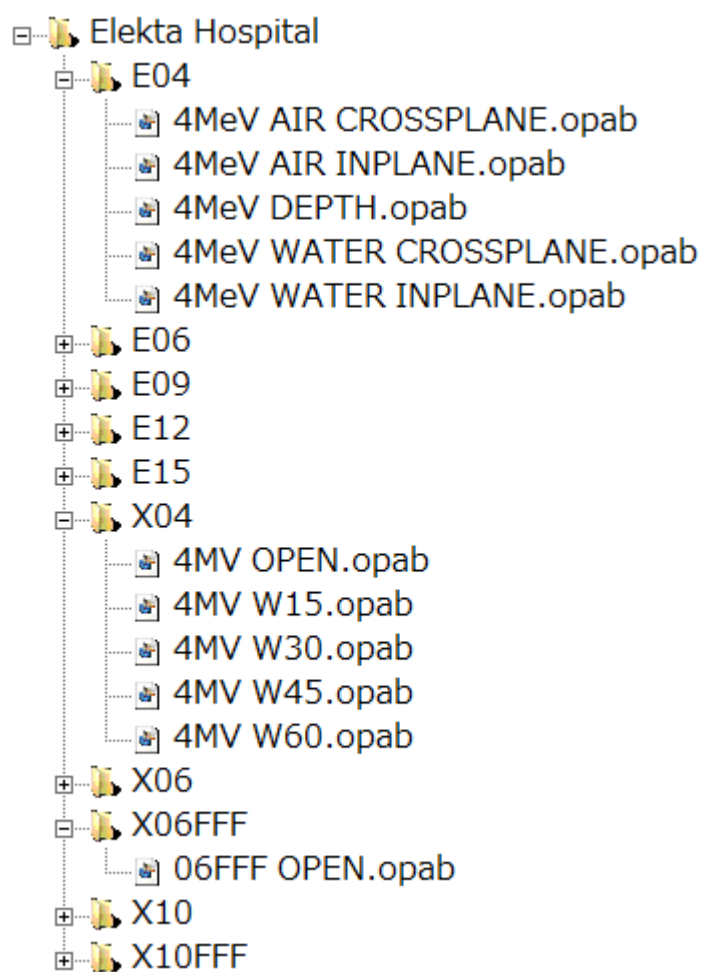 Elekta Hospital
E04
4MeV AIR CROSSPLANE.opab
4MeV AIR INPLANE.opab
4MeV DEPTH.opab
4MeV WATER CROSSPLANE.opab
4MeV WATER INPLANE.opab
E06
E09
E12
E15
X04
4MV OPEN.opab
4MV W15.opab
4MV W30.opab
4MV W45.opab
4MV W60.opab
X06
X06FFF
06FFF OPEN.opab
X10
X10FFF